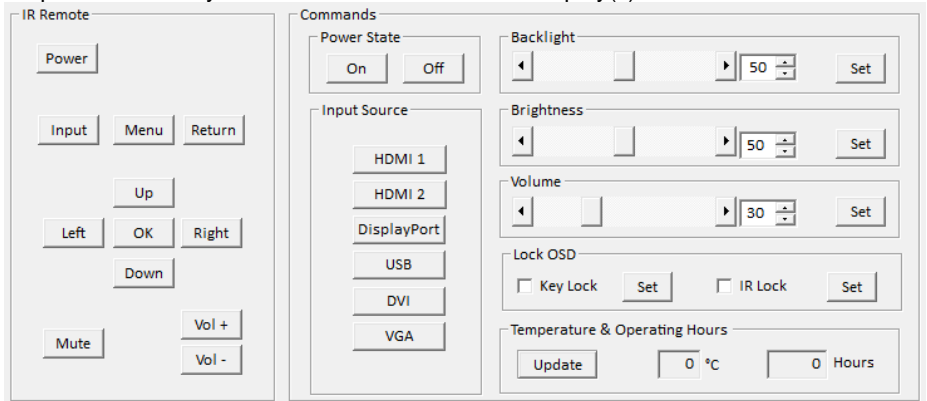 IR Remote
Power
Input Menu Return
Up
Left OK Right
Down
Mute
Vol +
Vol -
Commands
Power State
On Off
Input Source
HDMI 1
HDMI 2
DisplayPort
USB
DVI
VGA
Backlight
50 Set
Brightness
50 Set
Volume
30 Set
Lock OSD
Key Lock Set IR Lock Set
Temperature & Operating Hours
Update 0 °C 0 Hours